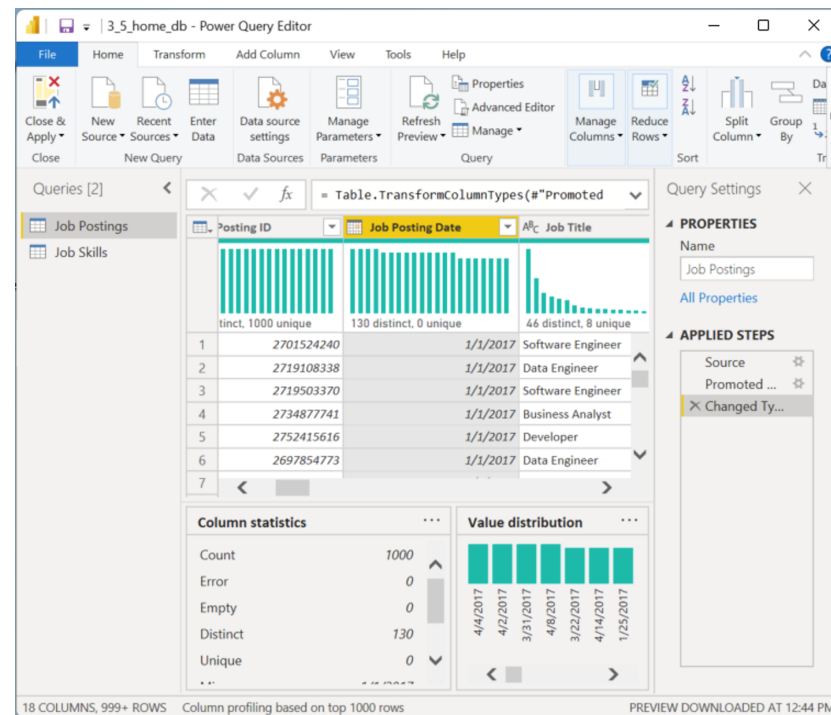 3_5_home_db - Power Query Editor
File Home Transform Add Column View Tools Help
Close & Apply
New Source
Recent Sources
Enter Data
Data source settings
Manage Parameters
Refresh Preview
Properties
Advanced Editor
Manage
Manage Columns
Reduce Rows
Split Column
Group By
Da
Close New Query Data Sources Parameters Query Sort Tr
Queries [2]
Job Postings
Job Skills
fx = Table.TransformColumnTypes(#"Promoted
Posting ID Job Posting Date ABC Job Title
tinct, 1000 unique 130 distinct, 0 unique 46 distinct, 8 unique
1 2701524240 1/1/2017 Software Engineer
2 2719108338 1/1/2017 Data Engineer
3 2719503370 1/1/2017 Software Engineer
4 2734877741 1/1/2017 Business Analyst
5 2752415616 1/1/2017 Developer
6 2697854773 1/1/2017 Data Engineer
7
Column statistics ...
Count 1000
Error 0
Empty 0
Distinct 130
Unique 0
Value distribution ...
4/4/2017
4/2/2017
3/31/2017
4/8/2017
3/22/2017
4/14/2017
1/25/2017
Query Settings
PROPERTIES
Name
Job Postings
All Properties
APPLIED STEPS
Source
Promoted ...
Changed Ty...
18 COLUMNS, 999+ ROWS Column profiling based on top 1000 rows PREVIEW DOWNLOADED AT 12:44 PM